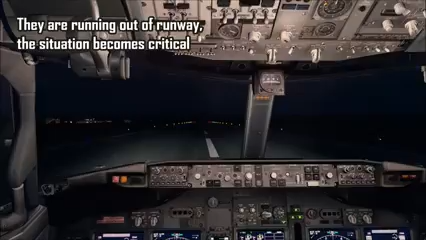 They are running out of runway,
the situation becomes critical